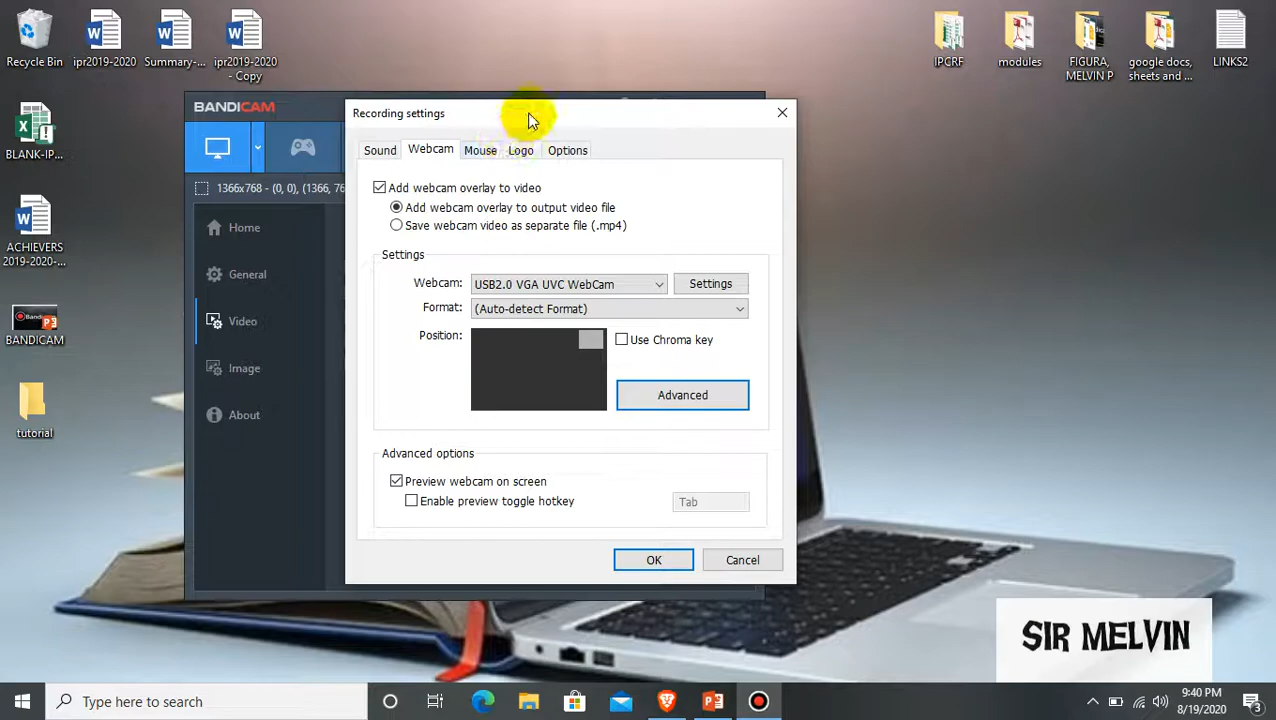 Recycle Bin
ipr2019-2020
Summary-...
ipr2019-2020
- Copy
IPCRF
modules
FIGURA,
MELVIN P
google docs,
sheets and ...
LINKS2
BLANK-IP...
ACHIEVERS
2019-2020-...
BANDICAM
tutorial
BANDICAM
1366x768 - (0, 0), (1366, 76
Home
General
Video
Image
About
Recording settings
Sound
Webcam
Mouse
Logo
Options
Add webcam overlay to video
Add webcam overlay to output video file
Save webcam video as separate file (.mp4)
Settings
Webcam:
USB2.0 VGA UVC WebCam
Settings
Format:
(Auto-detect Format)
Position:
Use Chroma key
Advanced
Advanced options
Preview webcam on screen
Enable preview toggle hotkey
Tab
OK
Cancel
SIR MELVIN
Type here to search
9:40 PM
8/19/2020
3